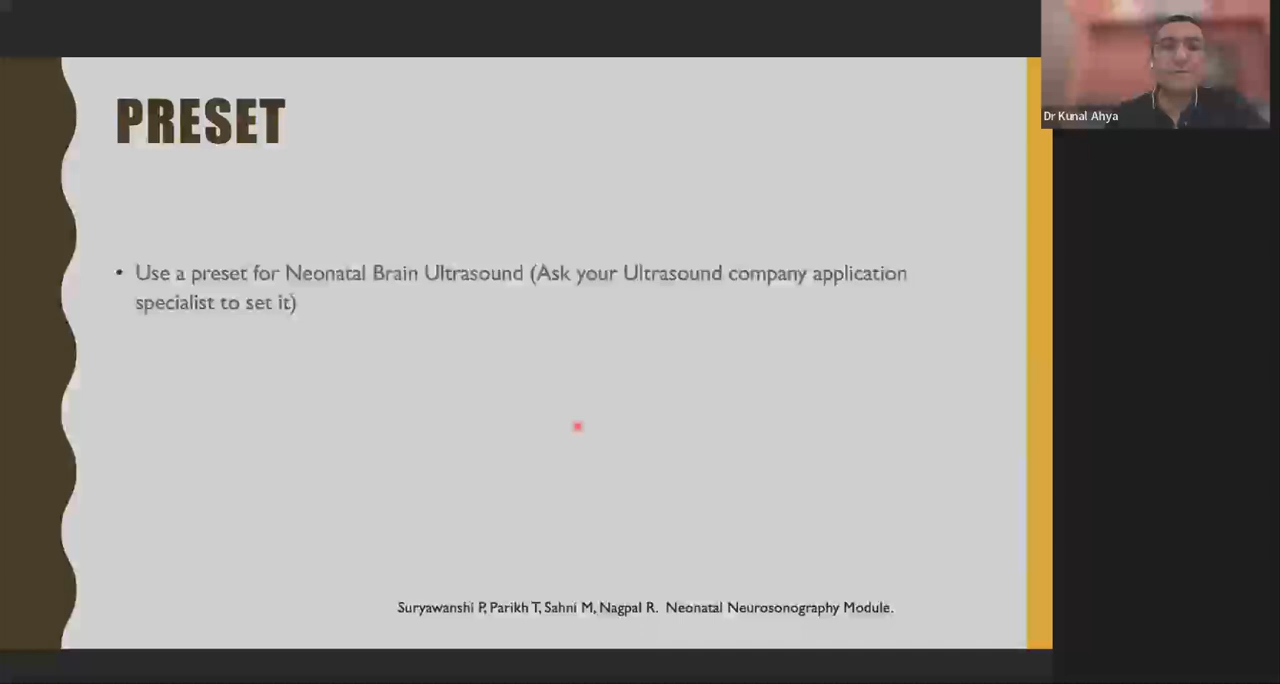 PRESET
• Use a preset for Neonatal Brain Ultrasound (Ask your Ultrasound company application
specialist to set it)
Suryawanshi P, Parikh T, Sahni M, Nagpal R.  Neonatal Neurosonography Module.
Dr Kunal Ahya